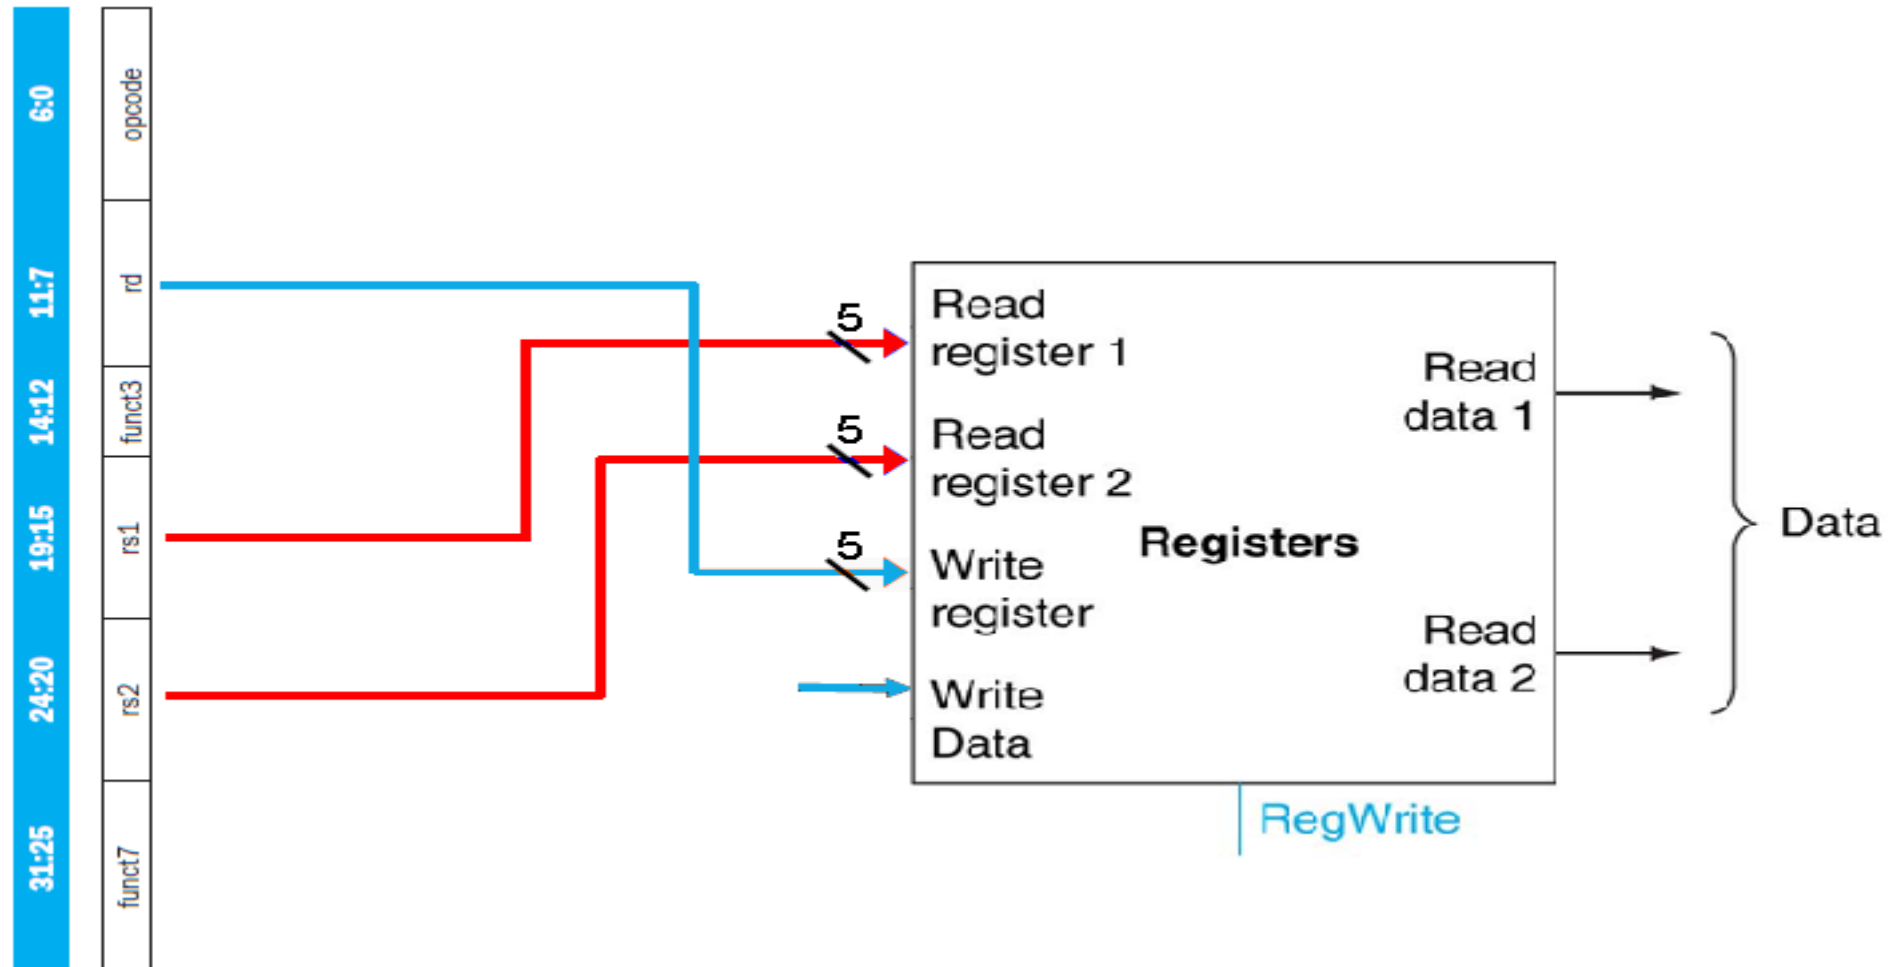 6:0
opcode
11:7
rd
14:12
funct3
19:15
rs1
24:20
rs2
31:25
funct7
5
5
5
Read
register 1
Read
register 2
Write
register
Write
Data
Registers
Read
data 1
Read
data 2
Data
RegWrite